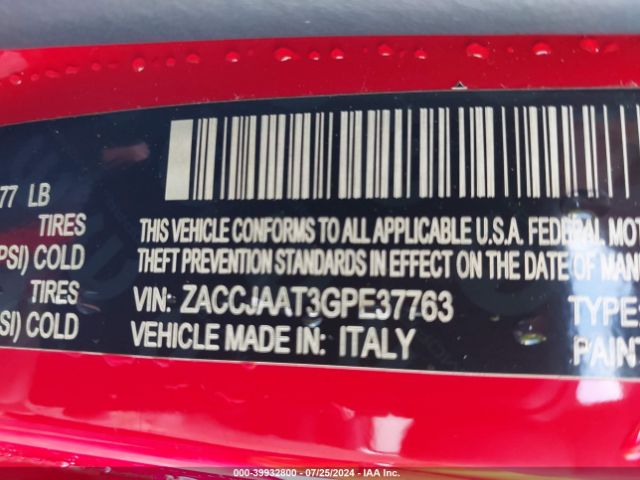 77 LB
TIRES
PSI) COLD
TIRES
SI) COLD
THIS VEHICLE CONFORMS TO ALL APPLICABLE U.S.A. FEDERAL MOT
THEFT PREVENTION STANDARDS IN EFFECT ON THE DATE OF MAN
VIN: ZACCJAAT3GPE37763 TYPE
VEHICLE MADE IN: ITALY PAINT
000-39932800 - 07/25/2024 - IAA Inc.